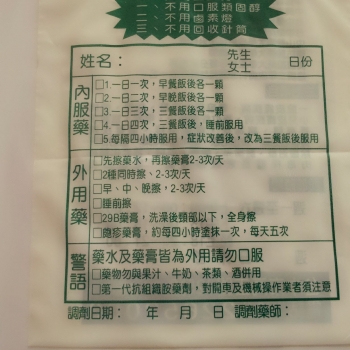 一、不用口服類固醇
二、不用鹵素燈
三、不用回收針筒
姓名： 先生 女士 日份
內服藥
□1.一日一次，早餐飯後各一顆
□2.一日二次，早晚飯後各一顆
□3.一日三次，三餐飯後各一顆
□4.一日四次，三餐飯後，睡前服用
□5.每隔四小時服用，症狀改善後，改為三餐飯後服用
外用藥
□先擦藥水，再擦藥膏2-3次/天
□2種同時擦、2-3次/天
□早、中、晚擦，2-3次/天
□睡前擦
□29B藥膏，洗澡後頸部以下，全身擦
□皰疹藥膏，約每四小時塗抹一次，每天五次
警語
藥水及藥膏皆為外用請勿口服
□藥物勿與果汁、牛奶、茶類、酒併用
□第一代抗組織胺藥劑，對開車及機械操作業者須注意
調劑日期： 年 月 日 調劑藥師：